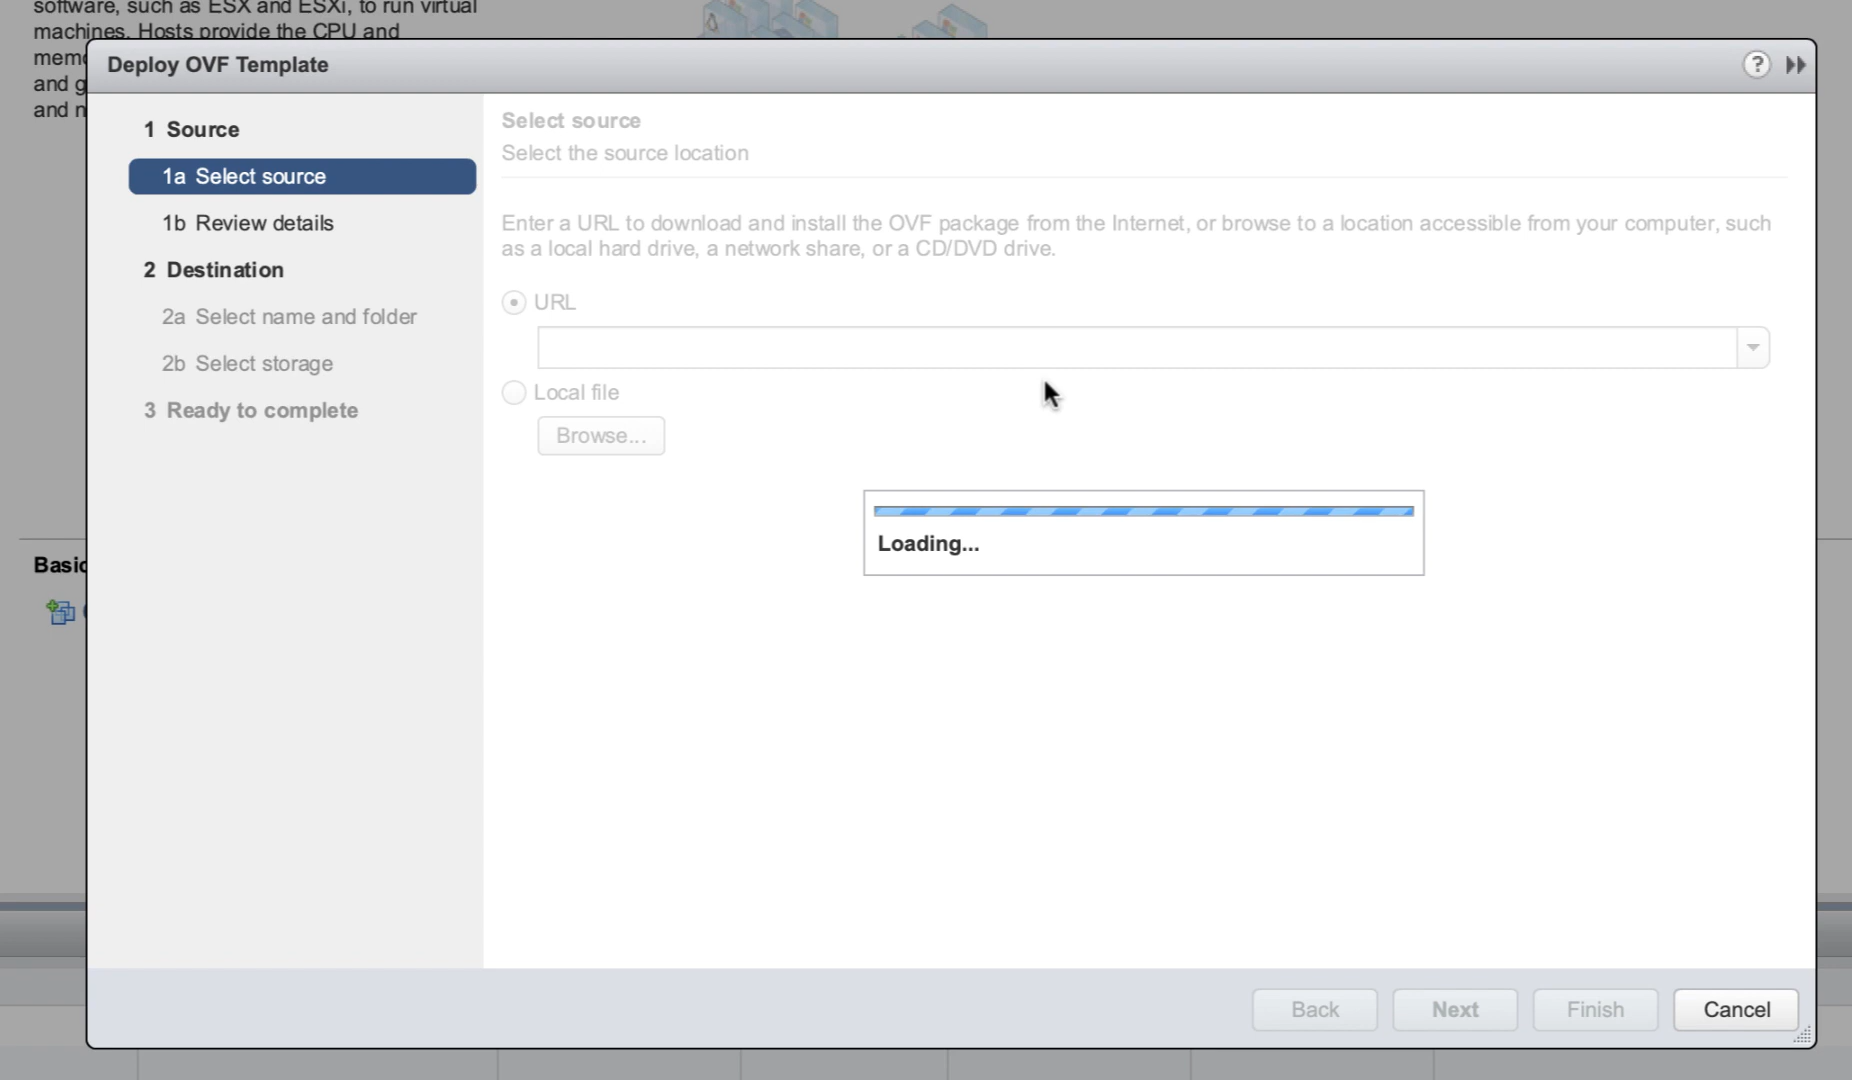 software, such as ESX and ESXi, to run virtual
machines. Hosts provide the CPU and
Deploy OVF Template
?
and
and
1 Source
1a Select source
1b Review details
2 Destination
2a Select name and folder
2b Select storage
3 Ready to complete
Select source
Select the source location
Enter a URL to download and install the OVF package from the Internet, or browse to a location accessible from your computer, such
as a local hard drive, a network share, or a CD/DVD drive.
URL
Local file
Browse...
Loading...
Basic
Back
Next
Finish
Cancel